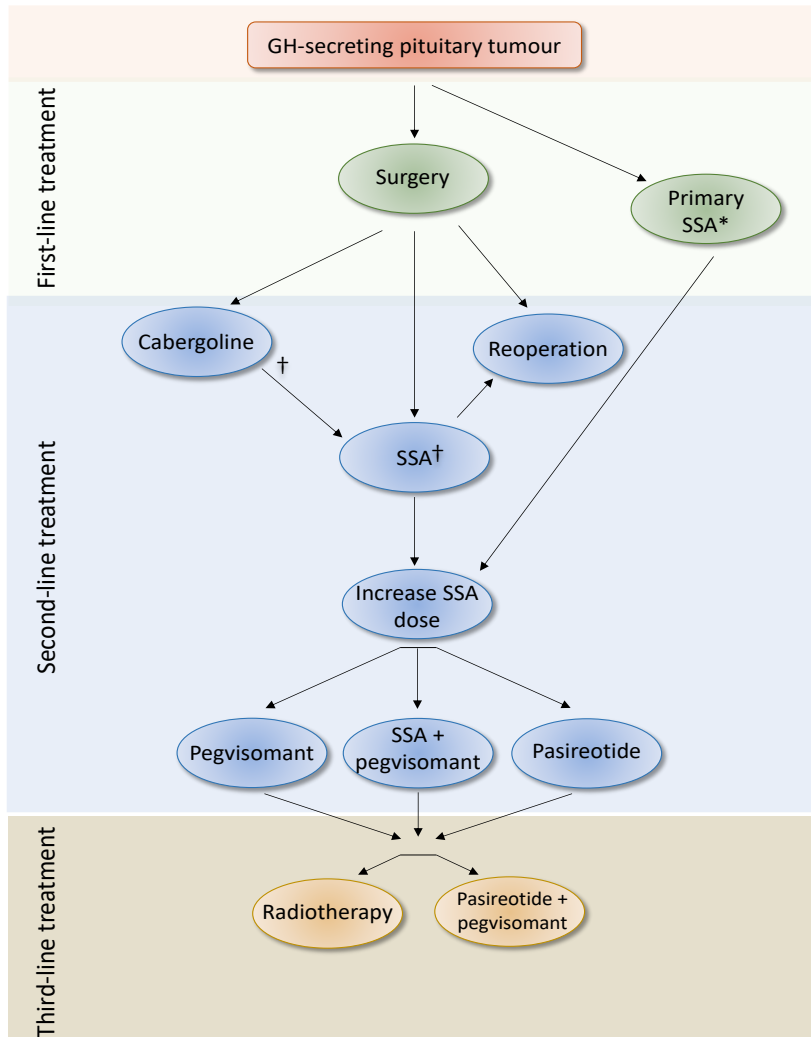 GH-secreting pituitary tumour
First-line treatment
Surgery
Primary
SSA*
Second-line treatment
Cabergoline
†
Reoperation
SSA†
Increase SSA
dose
Pegvisomant
SSA +
pegvisomant
Pasireotide
Third-line treatment
Radiotherapy
Pasireotide +
pegvisomant